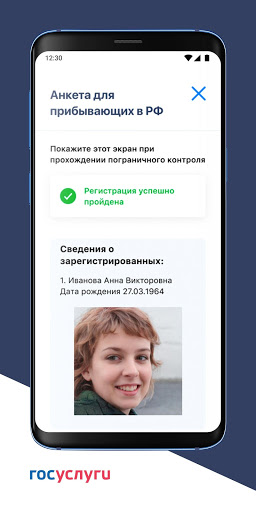 12:30
Анкета для
прибывающих в РФ
Покажите этот экран при
прохождении пограничного контроля
Регистрация успешно
пройдена
Сведения о
зарегистрированных:
1. Иванова Анна Викторовна
Дата рождения 27.03.1964
госуслуги